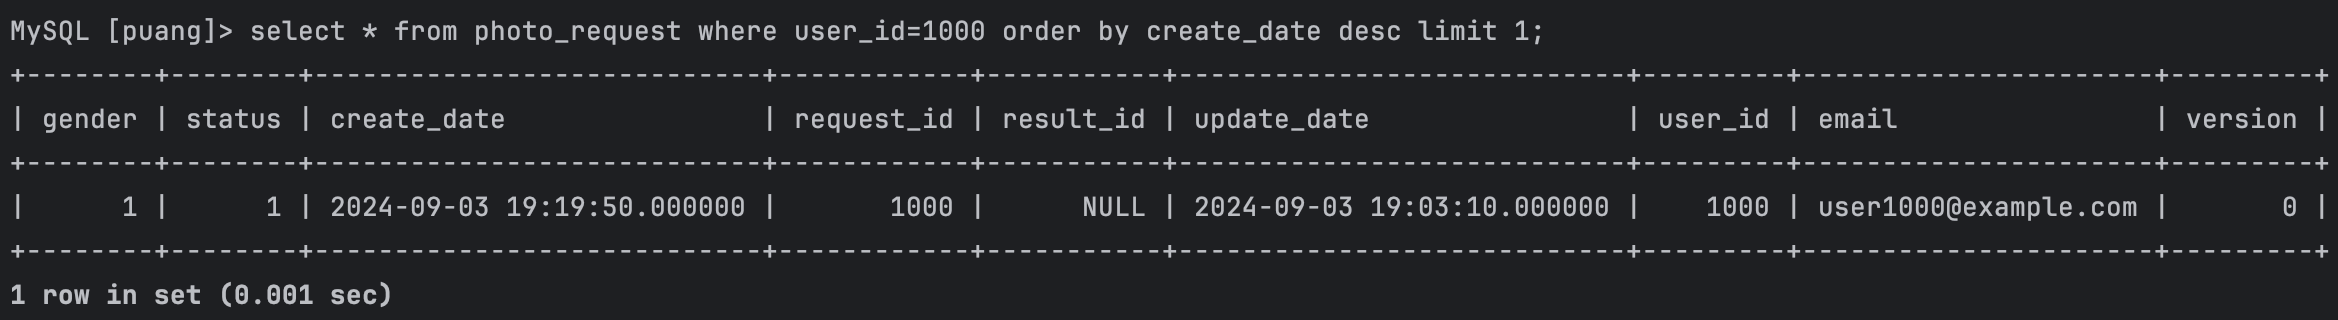 MySQL [puang]> select * from photo_request where user_id=1000 order by create_date desc limit 1;
+--------+--------+----------------------------+------------+-----------+----------------------------+---------+----------------------+---------+
| gender | status | create_date                | request_id | result_id | update_date                | user_id | email                | version |
+--------+--------+----------------------------+------------+-----------+----------------------------+---------+----------------------+---------+
|      1 |      1 | 2024-09-03 19:19:50.000000 |       1000 |      NULL | 2024-09-03 19:03:10.000000 |    1000 | user1000@example.com |       0 |
+--------+--------+----------------------------+------------+-----------+----------------------------+---------+----------------------+---------+
1 row in set (0.001 sec)